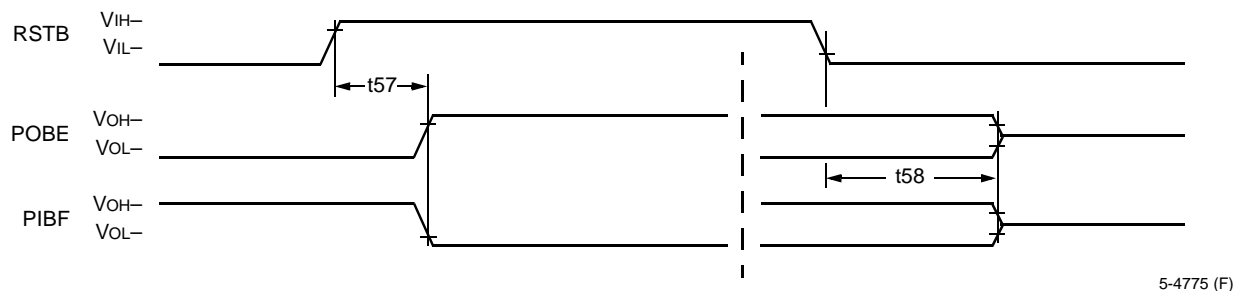 RSTB
VIH–
VIL–
t57
POBE
VOH–
VOL–
t58
PIBF
VOH–
VOL–
5-4775 (F)